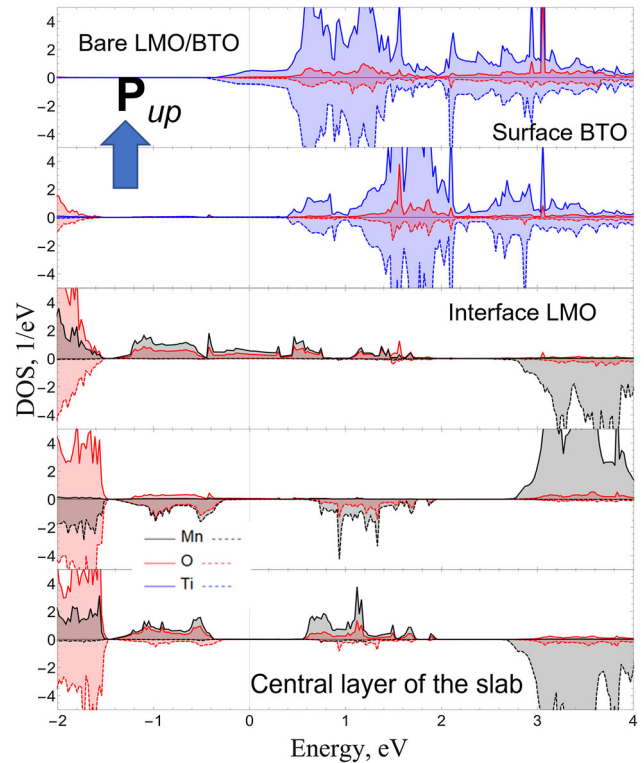 Bare LMO/BTO
P up
Surface BTO
4
2
0
2
−4
4
2
0
−2
−4
Interface LMO
4
2
0
−2
−4
4
2
0
−2
−4
Mn
O
Ti
4
2
0
−2
−4
Central layer of the slab
−2 −1 0 1 2 3 4
Energy, eV
DOS, 1/eV